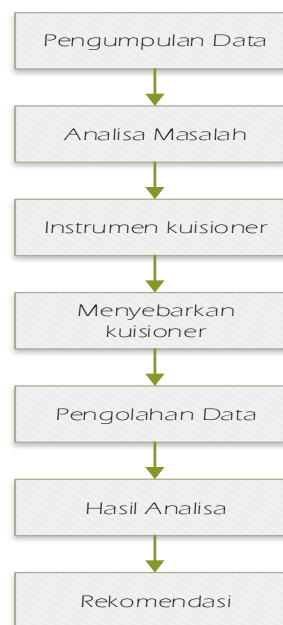 Pengumpulan Data
Analisa Masalah
Instrumen kuisioner
Menyebarkan
kuisioner
Pengolahan Data
Hasil Analisa
Rekomendasi